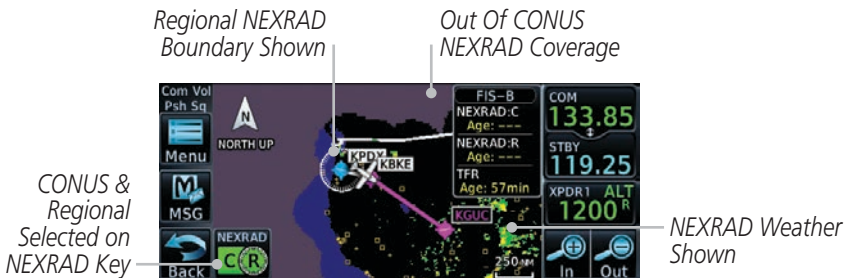 Regional NEXRAD
Boundary Shown
Out Of CONUS
NEXRAD Coverage
Com Vol
Psh Sq
N
NORTH UP
Menu
MSG
Back
NEXRAD
C R
KPDX
KBKE
KGUC
250NM
FIS-B
NEXRAD:C
Age: ---
NEXRAD:R
Age: ---
TFR
Age: 57min
COM
133.85
STBY
119.25
XPDR1 ALT
1200 R
In
Out
CONUS &
Regional
Selected on
NEXRAD Key
NEXRAD Weather
Shown